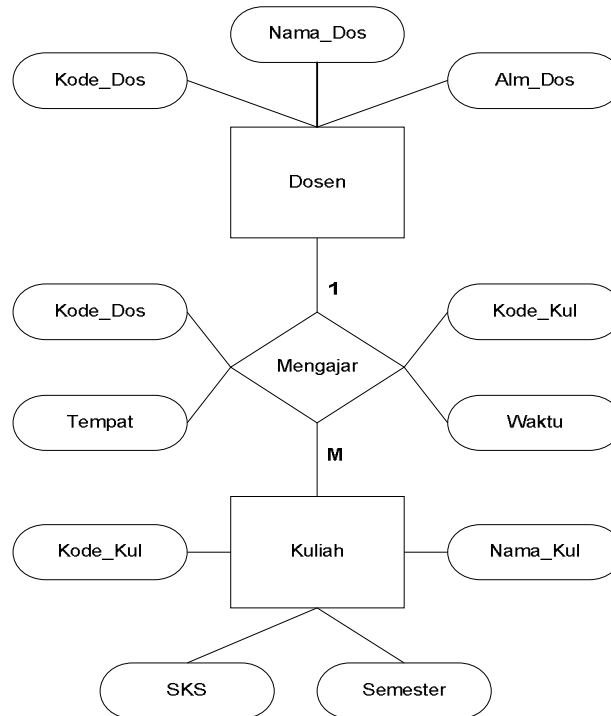 Nama_Dos
Kode_Dos
Alm_Dos
Dosen
1
Kode_Dos
Kode_Kul
Mengajar
Tempat
Waktu
M
Kode_Kul
Kuliah
Nama_Kul
SKS
Semester